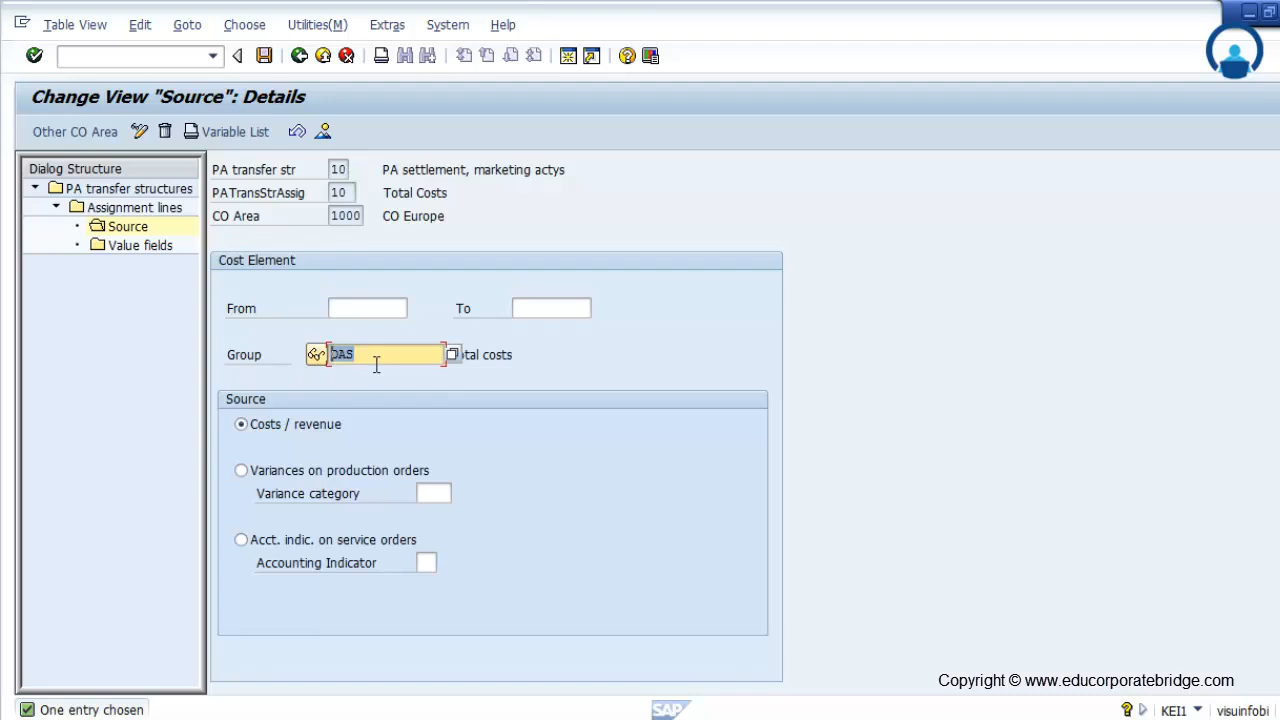 Table View Edit Goto Choose Utilities(M) Extras System Help
Change View "Source": Details
Other CO Area Variable List
Dialog Structure
PA transfer structures
Assignment lines
Source
Value fields
PA transfer str 10 PA settlement, marketing actys
PATransStrAssig 10 Total Costs
CO Area 1000 CO Europe
Cost Element
From To
Group OAS tal costs
Source
Costs / revenue
Variances on production orders
Variance category
Acct. indic. on service orders
Accounting Indicator
Copyright © www.educorporatebridge.com
One entry chosen SAP KEI1 visuinfobi